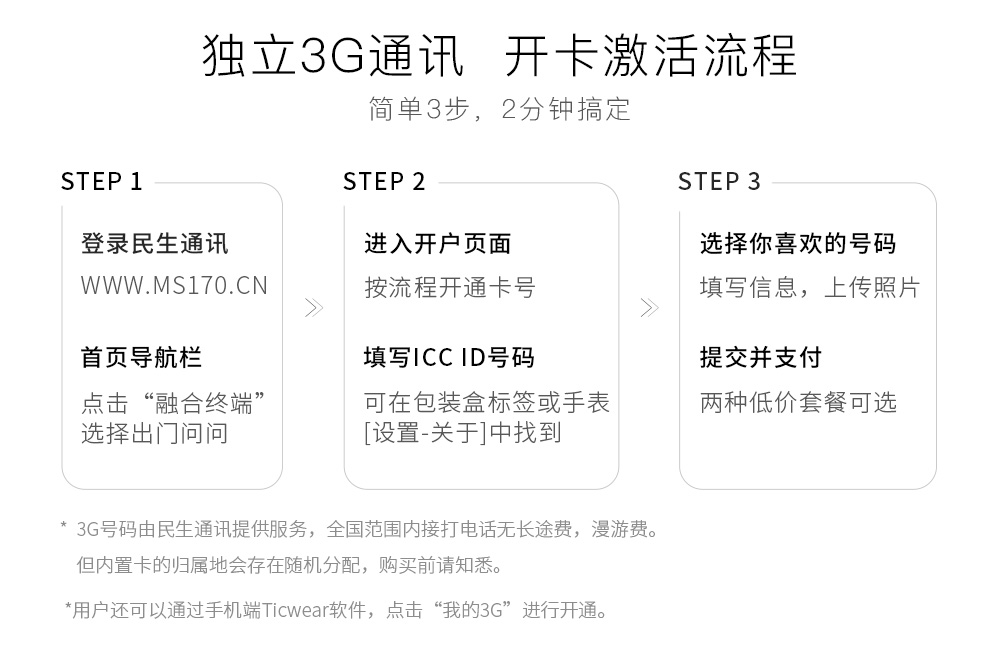 独立3G通讯 开卡激活流程
简单3步，2分钟搞定
STEP 1
登录民生通讯
WWW.MS170.CN
首页导航栏
点击“融合终端”
选择出门问问
STEP 2
进入开户页面
按流程开通卡号
填写ICC ID号码
可在包装盒标签或手表
[设置-关于]中找到
STEP 3
选择你喜欢的号码
填写信息，上传照片
提交并支付
两种低价套餐可选
* 3G号码由民生通讯提供服务，全国范围内接打电话无长途费，漫游费。
但内置卡的归属地会存在随机分配，购买前请知悉。
*用户还可以通过手机端Ticwear软件，点击“我的3G”进行开通。